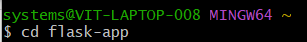 systems@VIT-LAPTOP-008 MINGW64 ~
$ cd flask-app